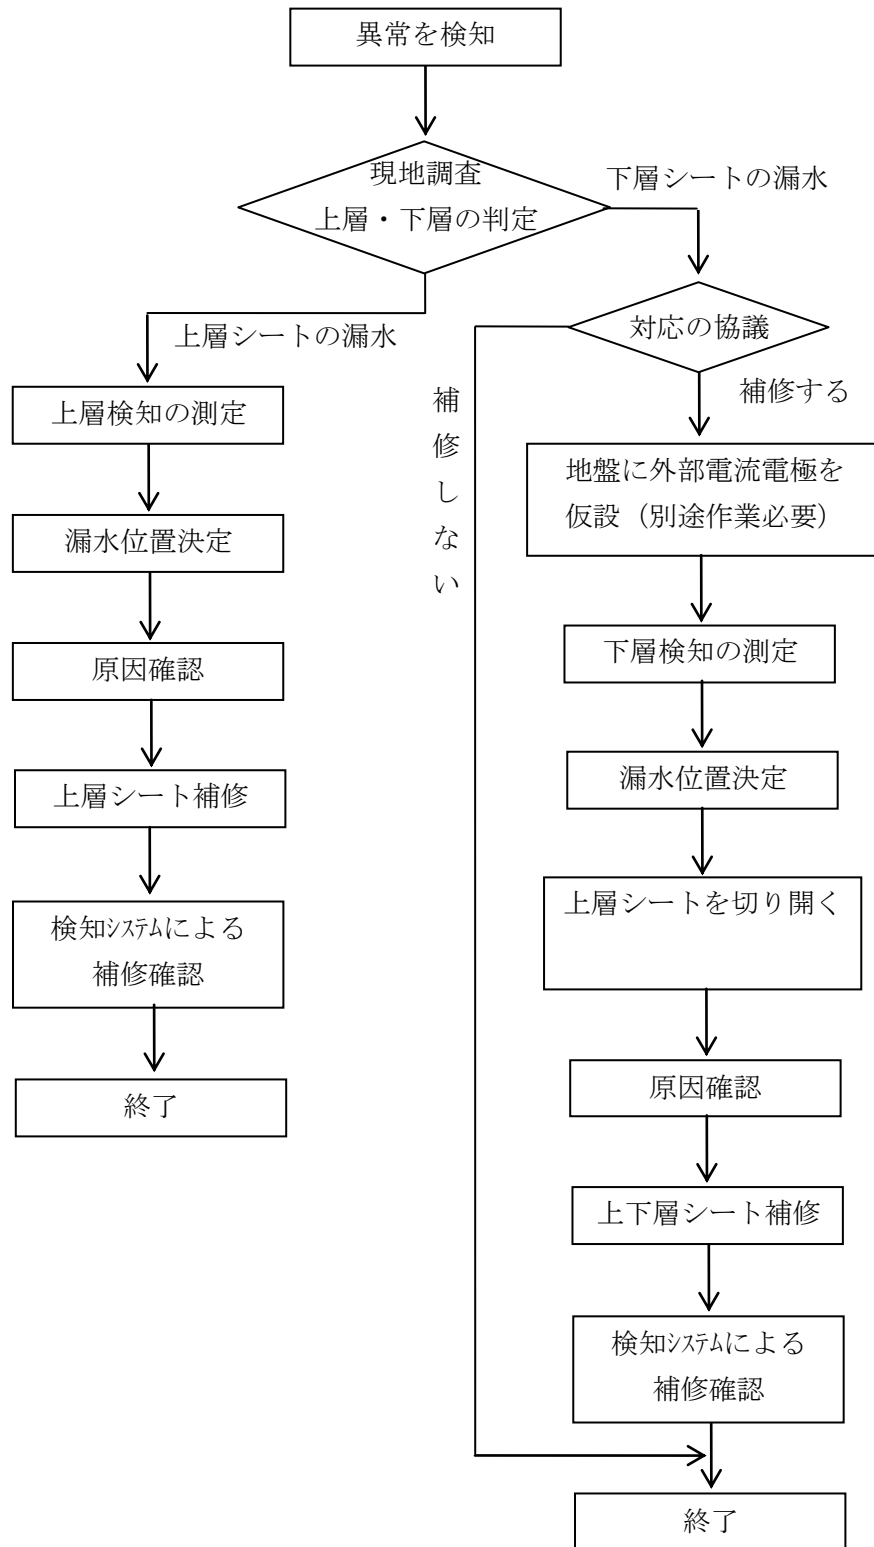 異常を検知
現地調査
上層・下層の判定
下層シートの漏水
上層シートの漏水
上層検知の測定
漏水位置決定
原因確認
上層シート補修
検知ｼｽﾃﾑによる
補修確認
終了
対応の協議
補修しない
補修する
地盤に外部電流電極を
仮設（別途作業必要）
下層検知の測定
漏水位置決定
上層シートを切り開く
原因確認
上下層シート補修
検知ｼｽﾃﾑによる
補修確認
終了